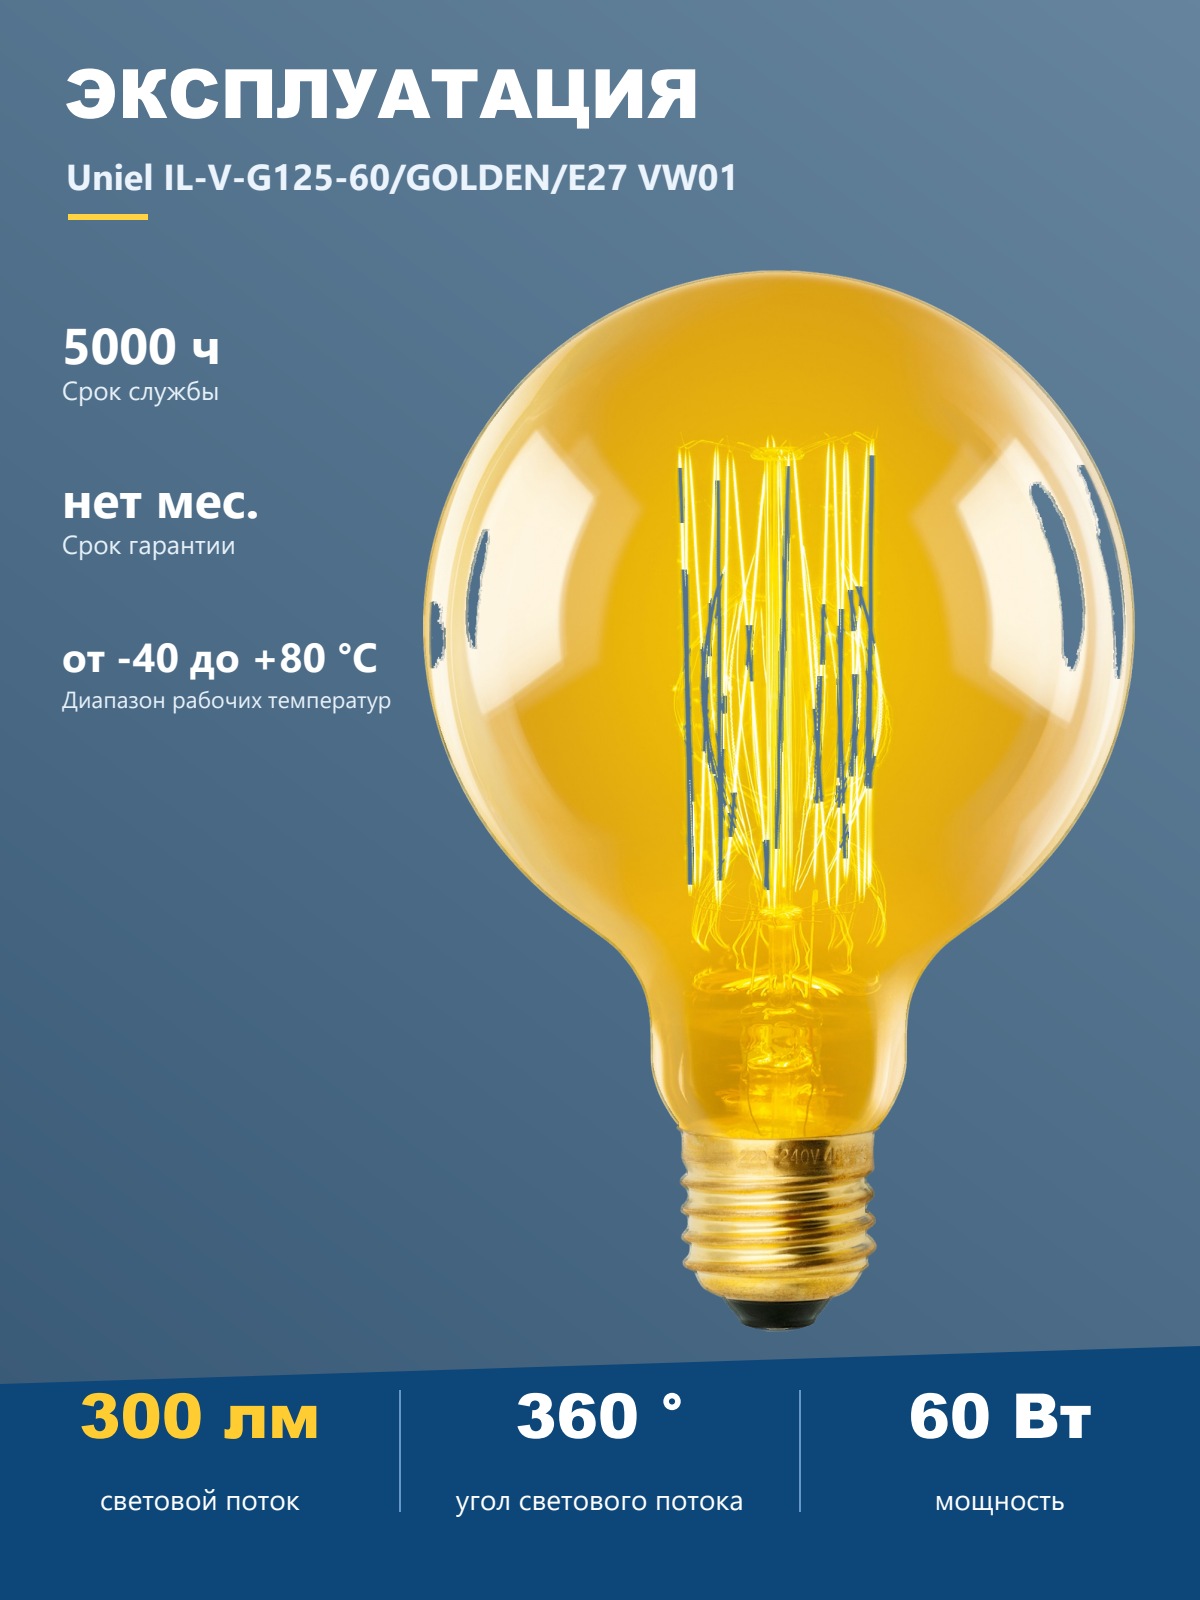 ЭКСПЛУАТАЦИЯ
Uniel IL-V-G125-60/GOLDEN/E27 VW01
5000 ч
Срок службы
нет мес.
Срок гарантии
от -40 до +80 °C
Диапазон рабочих температур
240V
300 лм
360 °
60 Вт
световой поток
угол светового потока
мощность